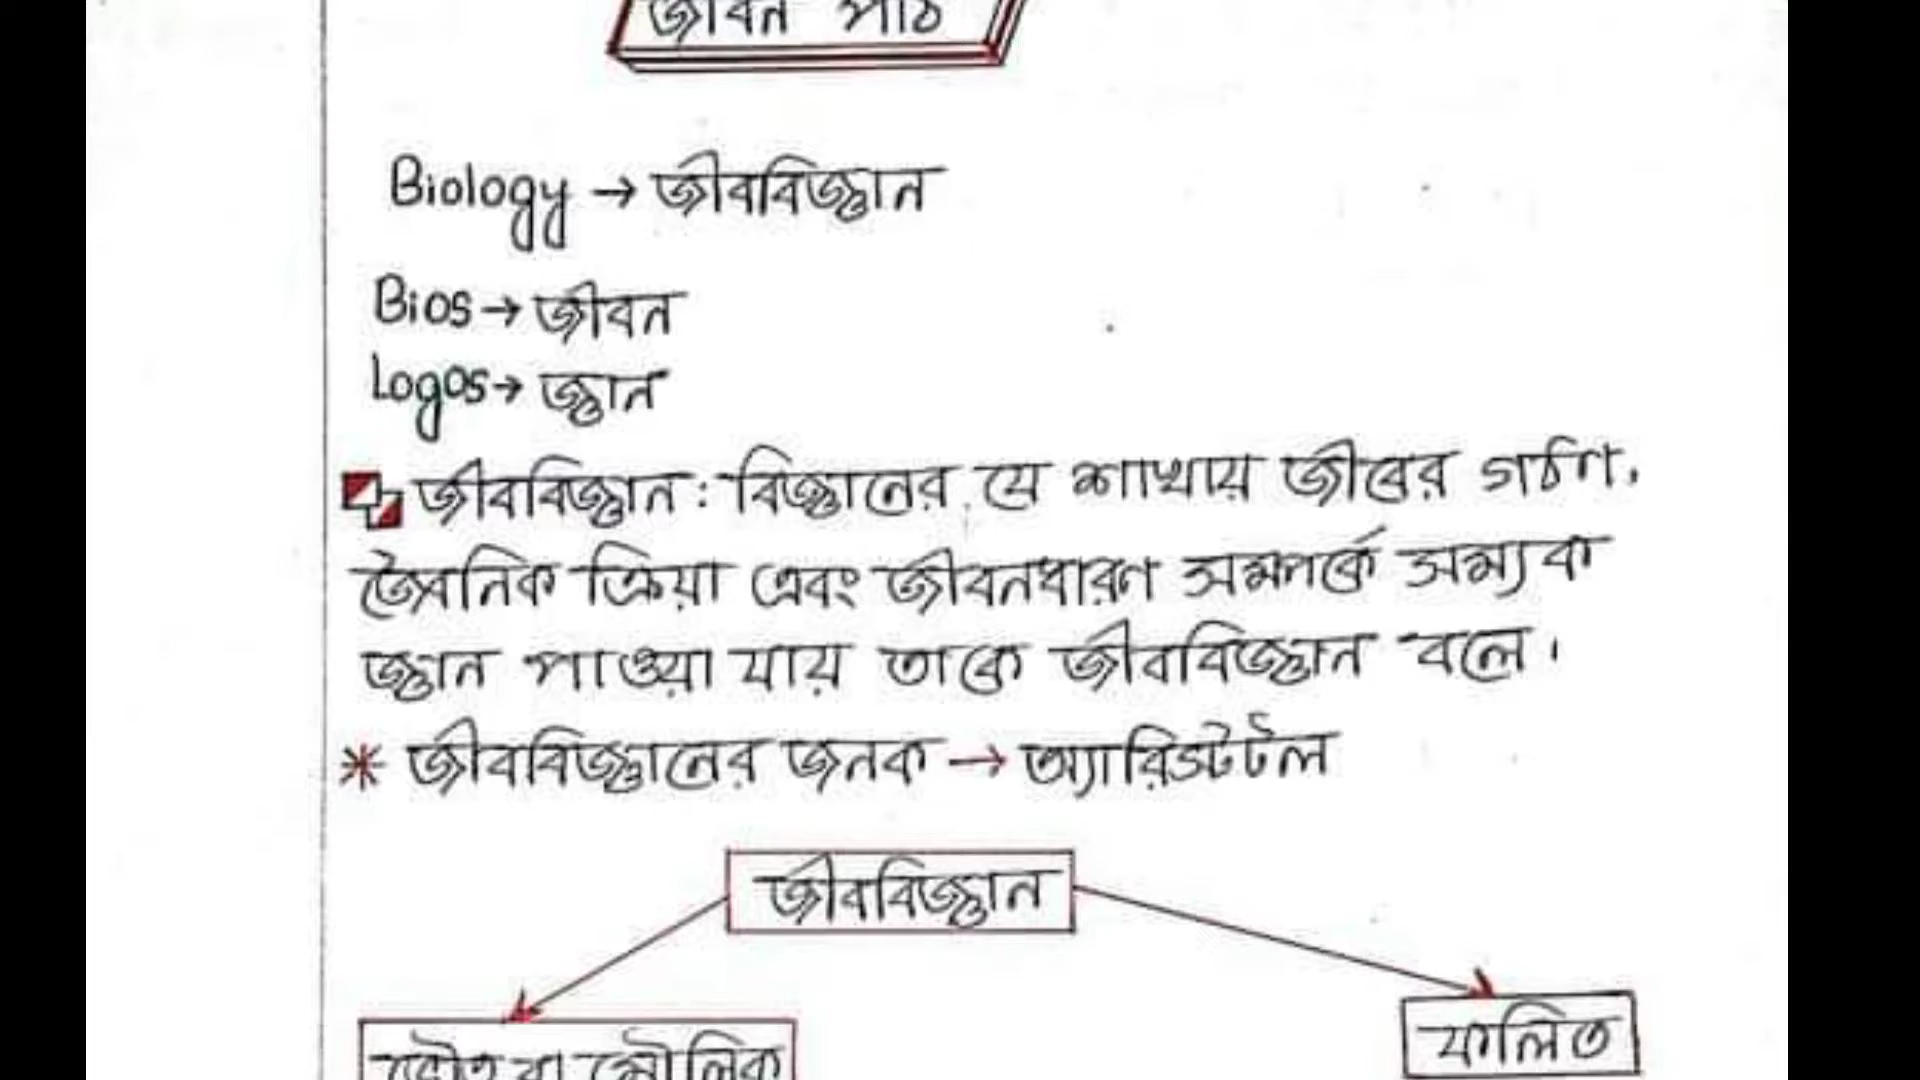 জীবন পাঠ
Biology → জীববিজ্ঞান
Bios → জীবন
Logos → জ্ঞান
জীববিজ্ঞান : বিজ্ঞানের যে শাখায় জীবের গঠণ,
জৈবনিক ক্রিয়া এবং জীবনধারণ সম্পর্কে সম্যক
জ্ঞান পাওয়া যায় তাকে জীববিজ্ঞান বলে।
* জীববিজ্ঞানের জনক → অ্যারিস্টটল
জীববিজ্ঞান
ভৌত বা মৌলিক
ফলিত